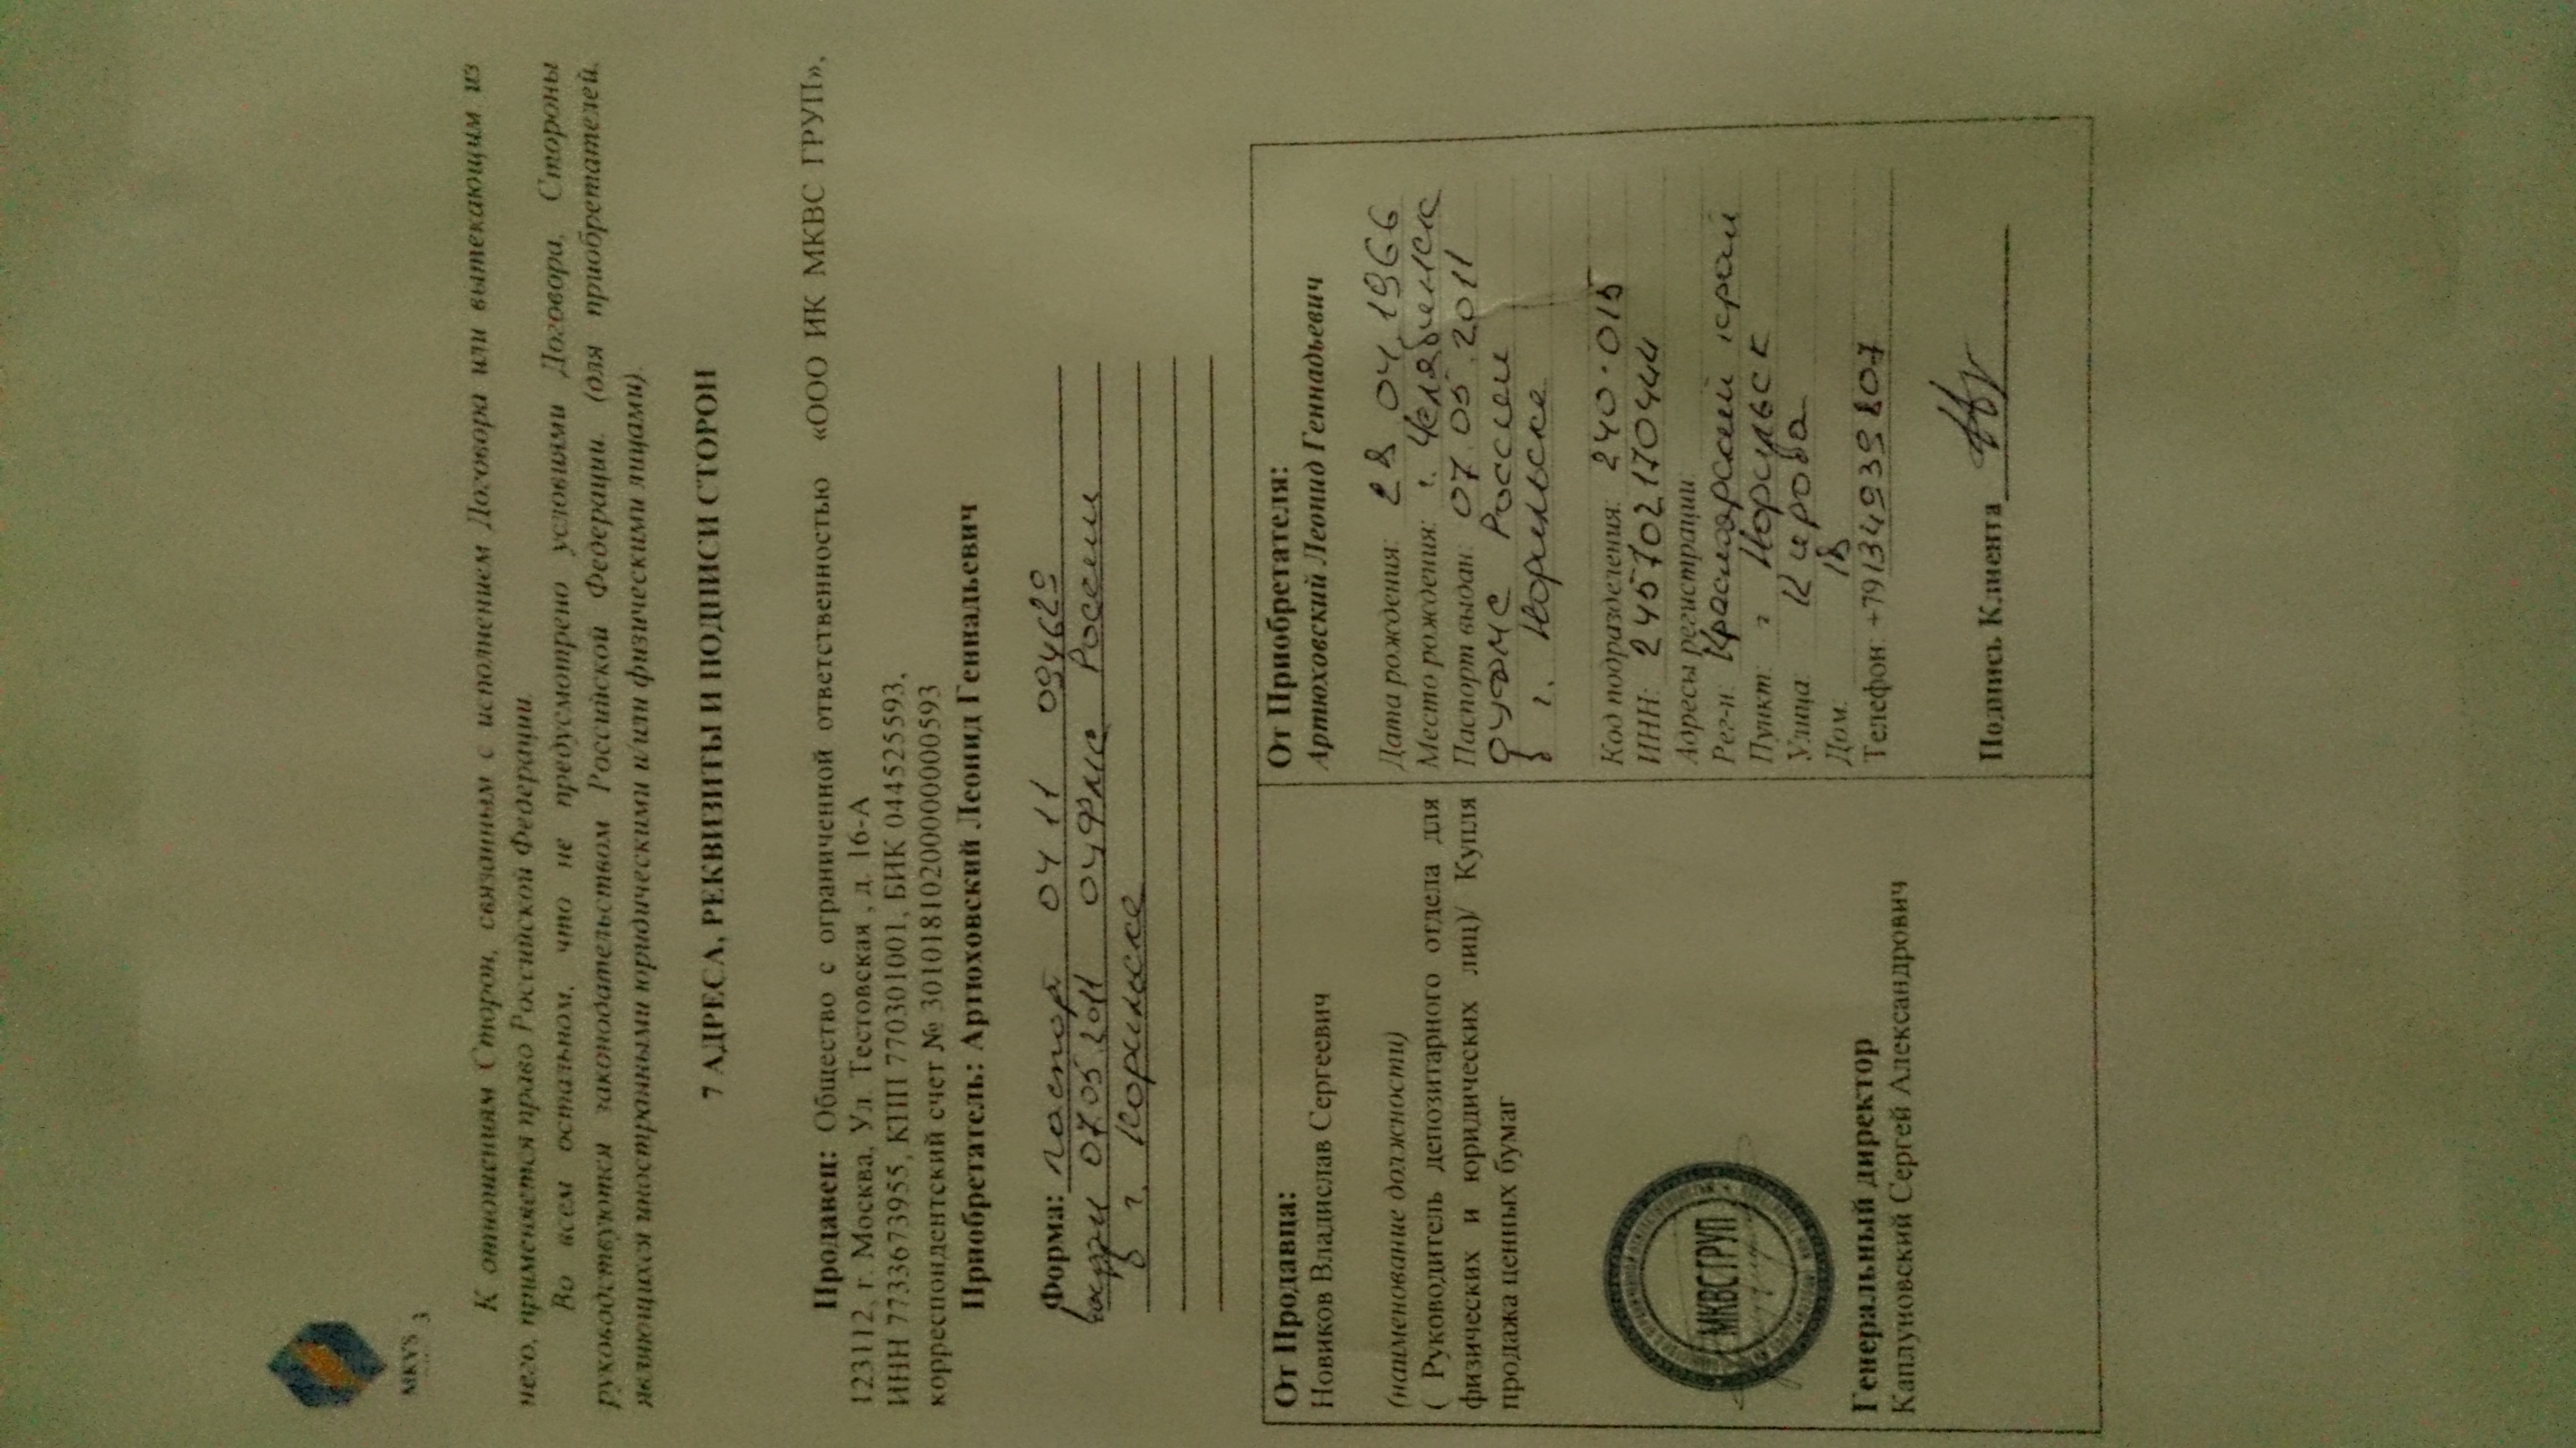 MKVS
3
К отношениям Сторон, связанным с исполнением Договора или вытекающим из
него, применяется право Российской Федерации.
Во всем остальном, что не предусмотрено условиями Договора, Стороны
руководствуются законодательством Российской Федерации. (для приобретателей,
являющихся иностранными юридическими и/или физическими лицами).
7 АДРЕСА, РЕКВИЗИТЫ И ПОДПИСИ СТОРОН
Продавец: Общество с ограниченной ответственностью «ООО ИК МКВС ГРУП»,
123112, г. Москва, Ул. Тестовская , д. 16-А
ИНН 7733673955, КПП 770301001, БИК 044525593,
корреспондентский счет № 30101810200000000593
Приобретатель: Артюховский Леонид Геннадьевич
Форма: паспорт 04 11 094629
07.05.2011 ОУФМС России
в г. Норильске
От Продавца:
Новиков Владислав Сергеевич
(наименование должности)
( Руководитель депозитарного отдела для
физических и юридических лиц)/ Купля
продажа ценных бумаг
МКВСГРУП
Генеральный директор
Каплуновский Сергей Александрович
От Приобретателя:
Артюховский Леонид Геннадьевич
Дата рождения: 28.04.1966
Место рождения: г. Челябинск
Паспорт выдан: 07.05.2011
ОУФМС России
в г. Норильске
Код подразделения: 240-015
ИНН: 245702170444
Адреса регистрации:
Рег-н: Красноярский край
Пункт: г Норильск
Улица: Кирова
Дом: 18
Телефон: +79134939807
Подпись Клиента